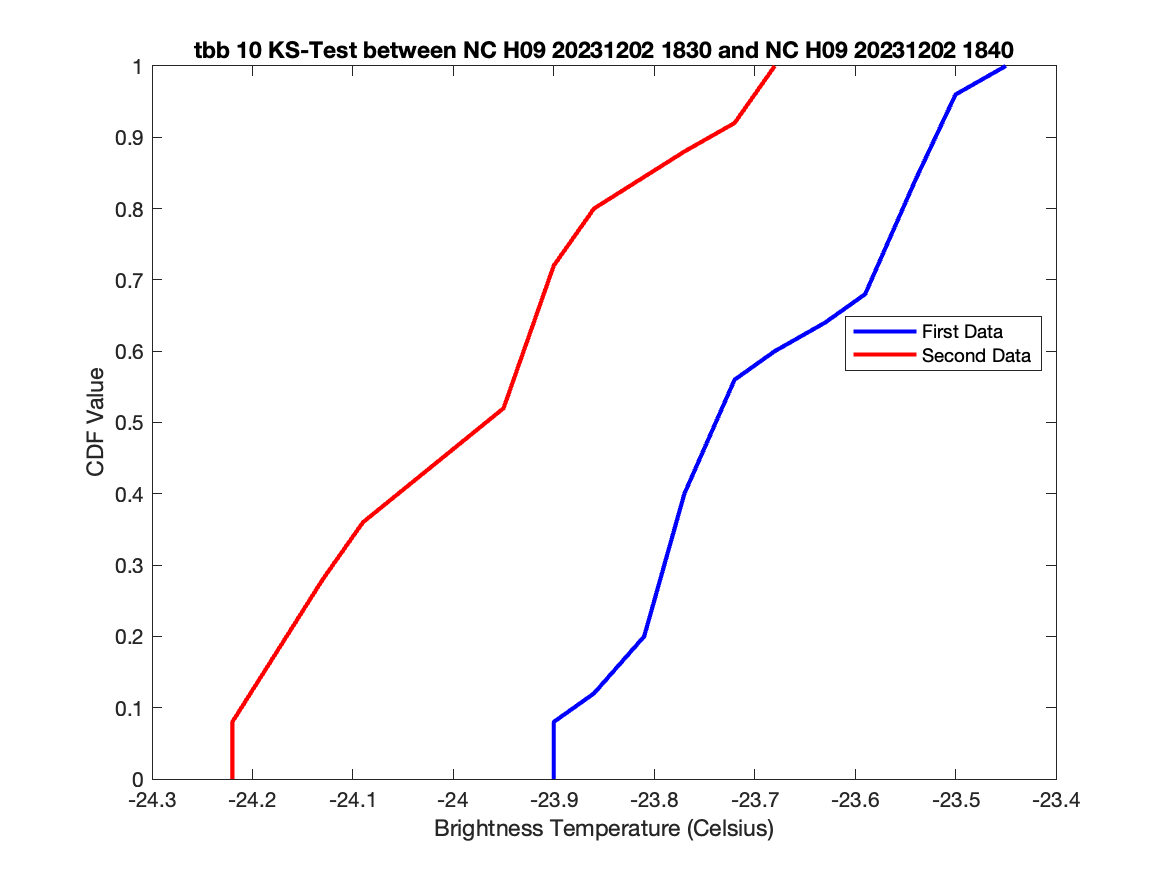 tbb 10 KS-Test between NC H09 20231202 1830 and NC H09 20231202 1840
1
0.9
0.8
0.7
0.6
0.5
0.4
0.3
0.2
0.1
0
CDF Value
First Data
Second Data
-24.3 -24.2 -24.1 -24 -23.9 -23.8 -23.7 -23.6 -23.5 -23.4
Brightness Temperature (Celsius)